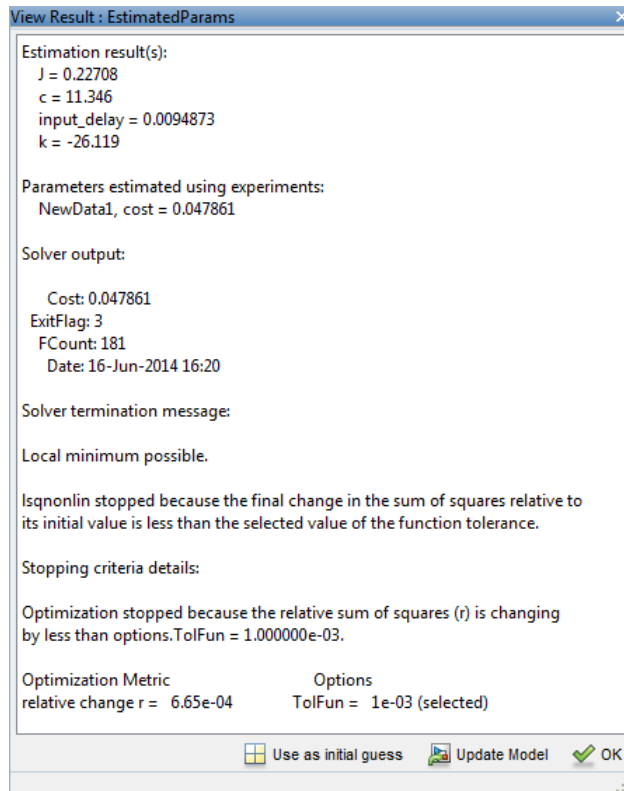 View Result : EstimatedParams
Estimation result(s):
J = 0.22708
c = 11.346
input_delay = 0.0094873
k = -26.119
Parameters estimated using experiments:
NewData1, cost = 0.047861
Solver output:
Cost: 0.047861
ExitFlag: 3
FCount: 181
Date: 16-Jun-2014 16:20
Solver termination message:
Local minimum possible.
lsqnonlin stopped because the final change in the sum of squares relative to
its initial value is less than the selected value of the function tolerance.
Stopping criteria details:
Optimization stopped because the relative sum of squares (r) is changing
by less than options.TolFun = 1.000000e-03.
Optimization Metric Options
relative change r = 6.65e-04 TolFun = 1e-03 (selected)
Use as initial guess Update Model OK